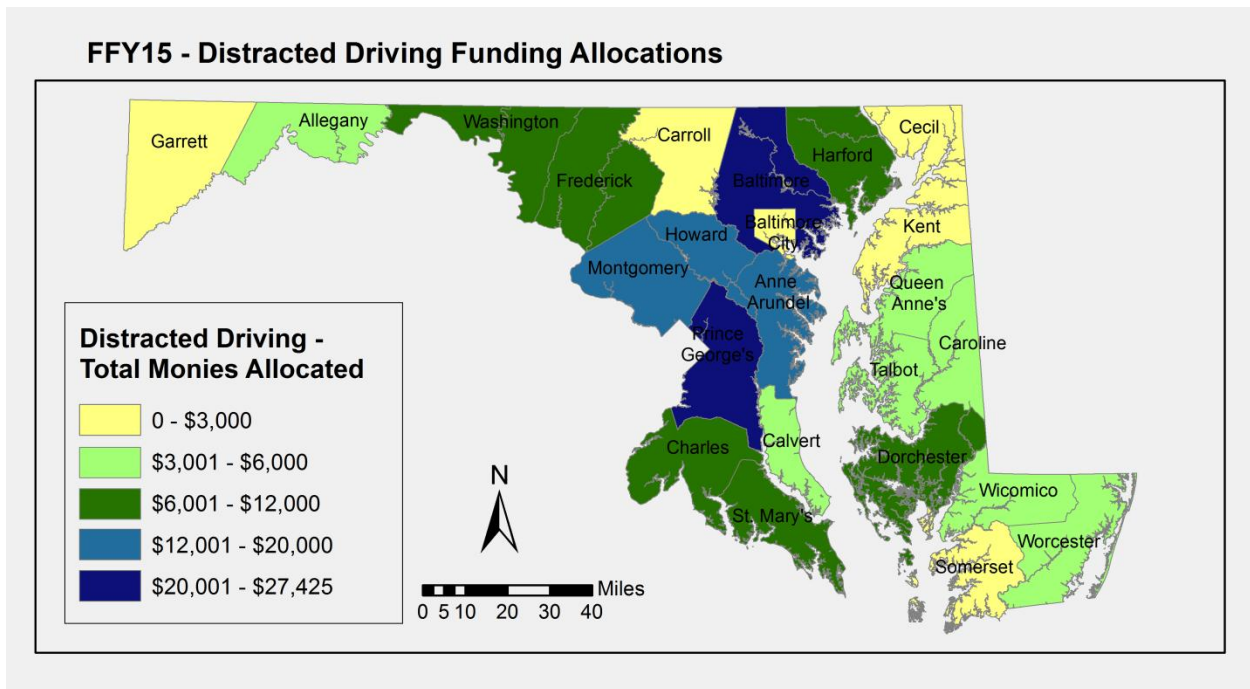 FFY15 - Distracted Driving Funding Allocations
Garrett
Allegany
Washington
Frederick
Carroll
Baltimore
Harford
Cecil
Baltimore
City
Kent
Howard
Montgomery
Anne
Arundel
Queen
Anne's
Caroline
Talbot
Prince
George's
Charles
Calvert
St. Mary's
Dorchester
Wicomico
Worcester
Somerset
Distracted Driving -
Total Monies Allocated
0 - $3,000
$3,001 - $6,000
$6,001 - $12,000
$12,001 - $20,000
$20,001 - $27,425
N
Miles
0 5 10 20 30 40